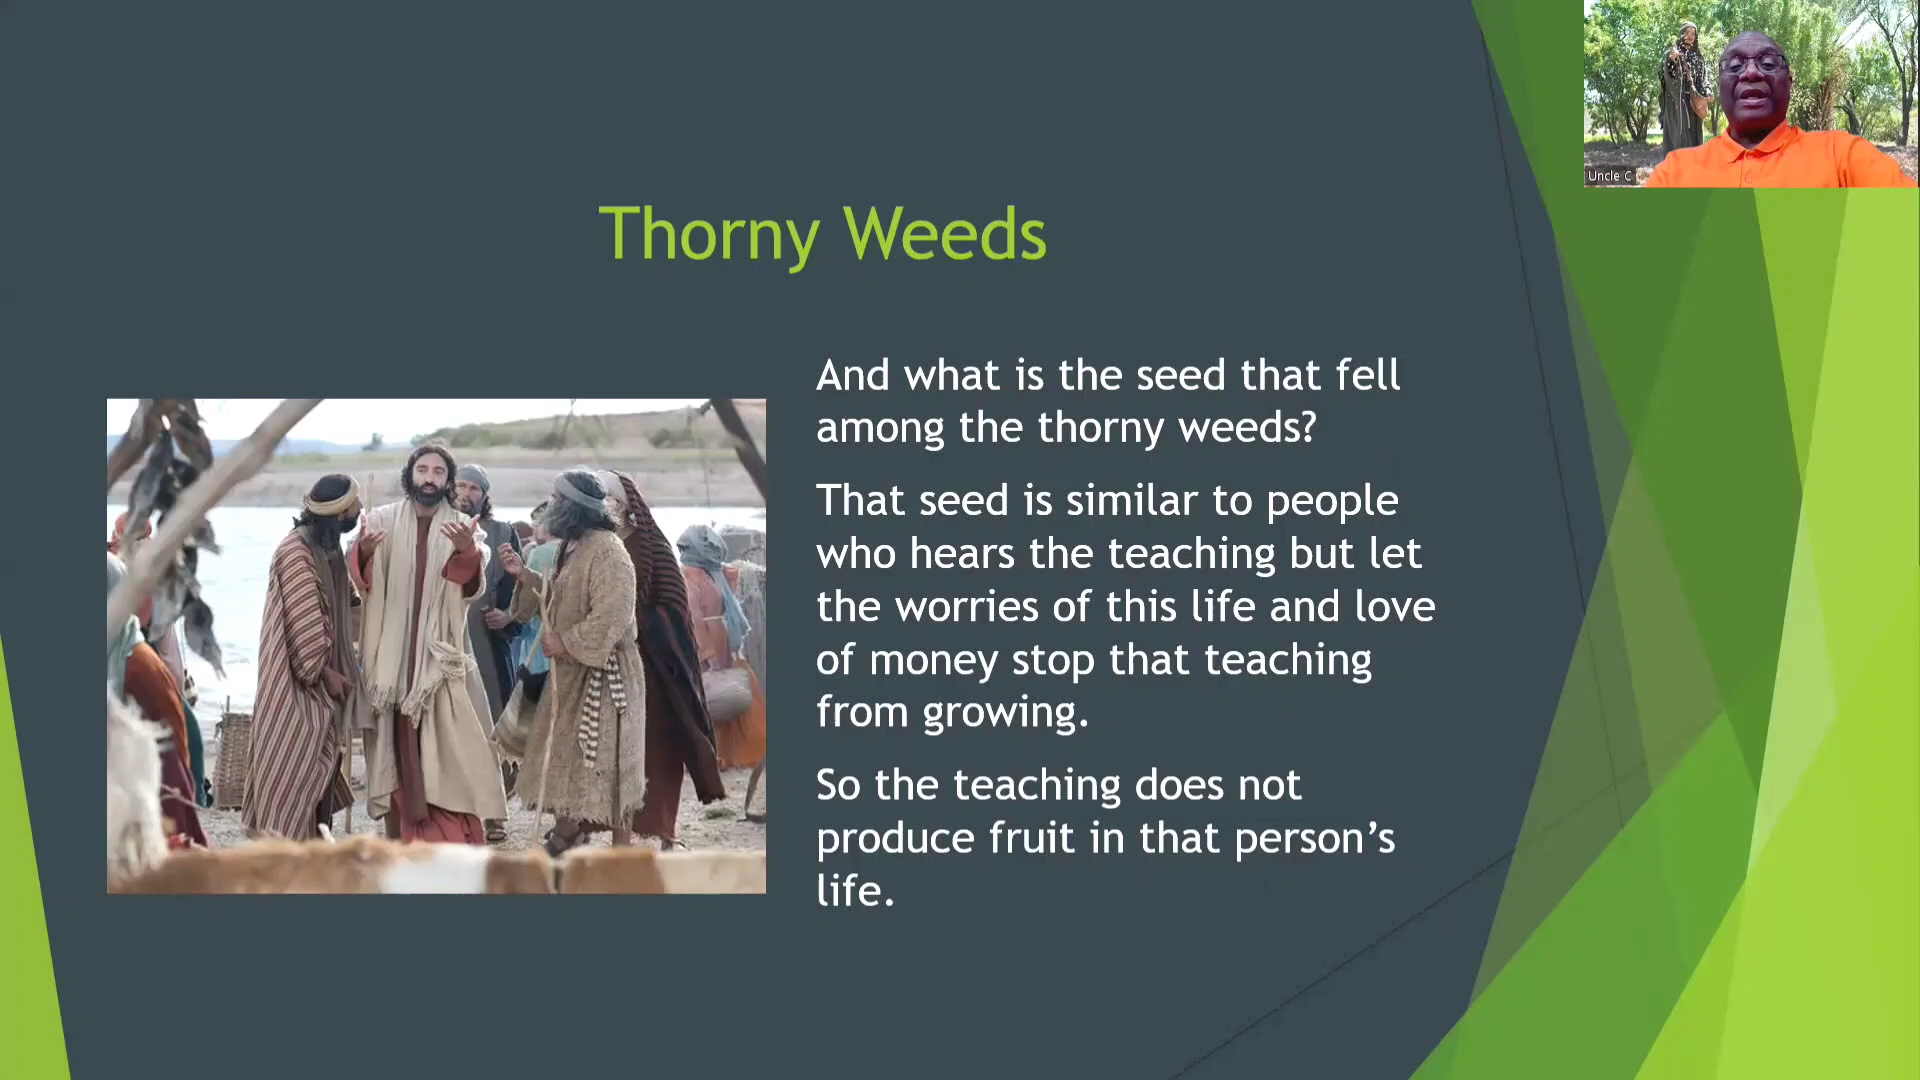 Uncle C
Thorny Weeds
And what is the seed that fell
among the thorny weeds?
That seed is similar to people
who hears the teaching but let
the worries of this life and love
of money stop that teaching
from growing.
So the teaching does not
produce fruit in that person’s
life.